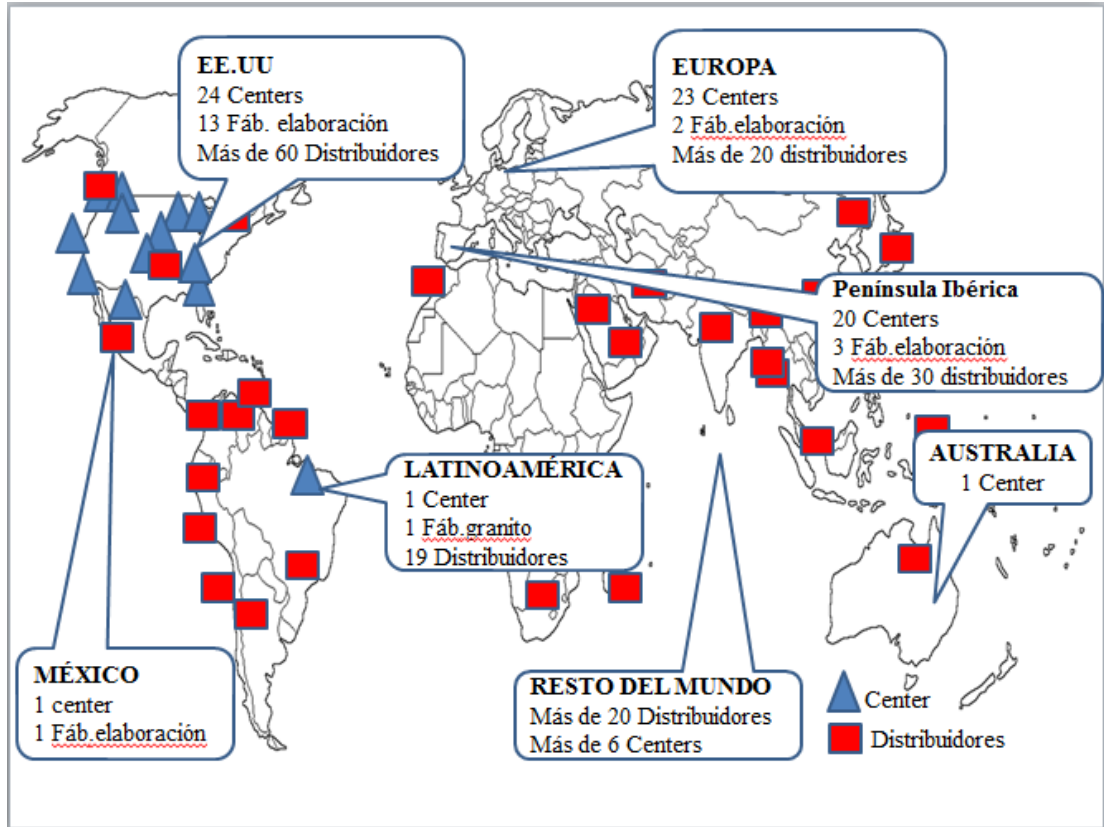 EE.UU
24 Centers
13 Fáb. elaboración
Más de 60 Distribuidores
EUROPA
23 Centers
2 Fáb.elaboración
Más de 20 distribuidores
Península Ibérica
20 Centers
3 Fáb.elaboración
Más de 30 distribuidores
LATINOAMÉRICA
1 Center
1 Fáb.granito
19 Distribuidores
AUSTRALIA
1 Center
MÉXICO
1 center
1 Fáb.elaboración
RESTO DEL MUNDO
Más de 20 Distribuidores
Más de 6 Centers
Center
Distribuidores